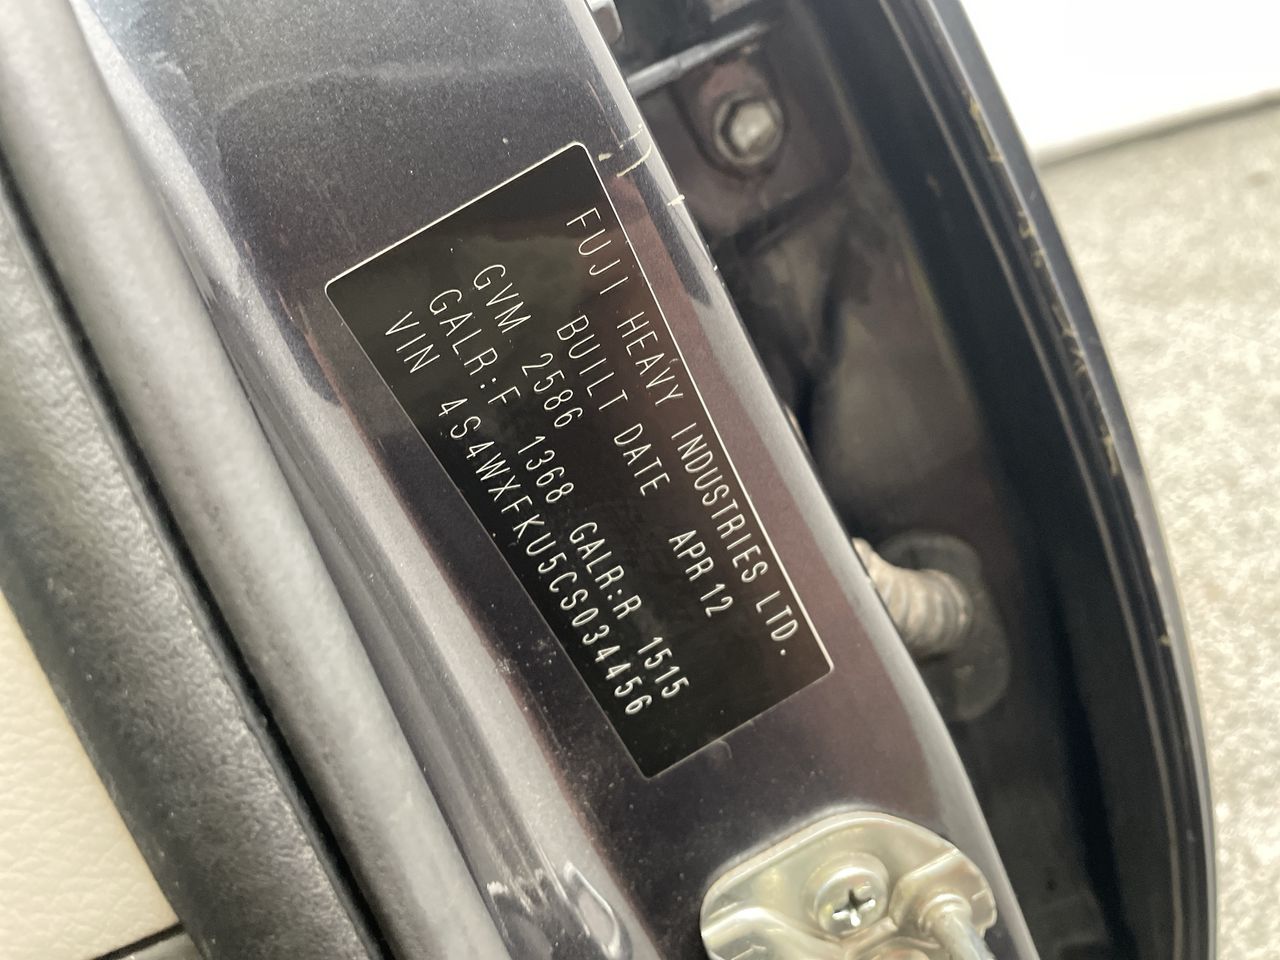 FUJI HEAVY INDUSTRIES LTD.
BUILT DATE APR 12
GVM 2586
GALR:F 1368 GALR:R 1515
VIN 4S4WXFKU5CS034456